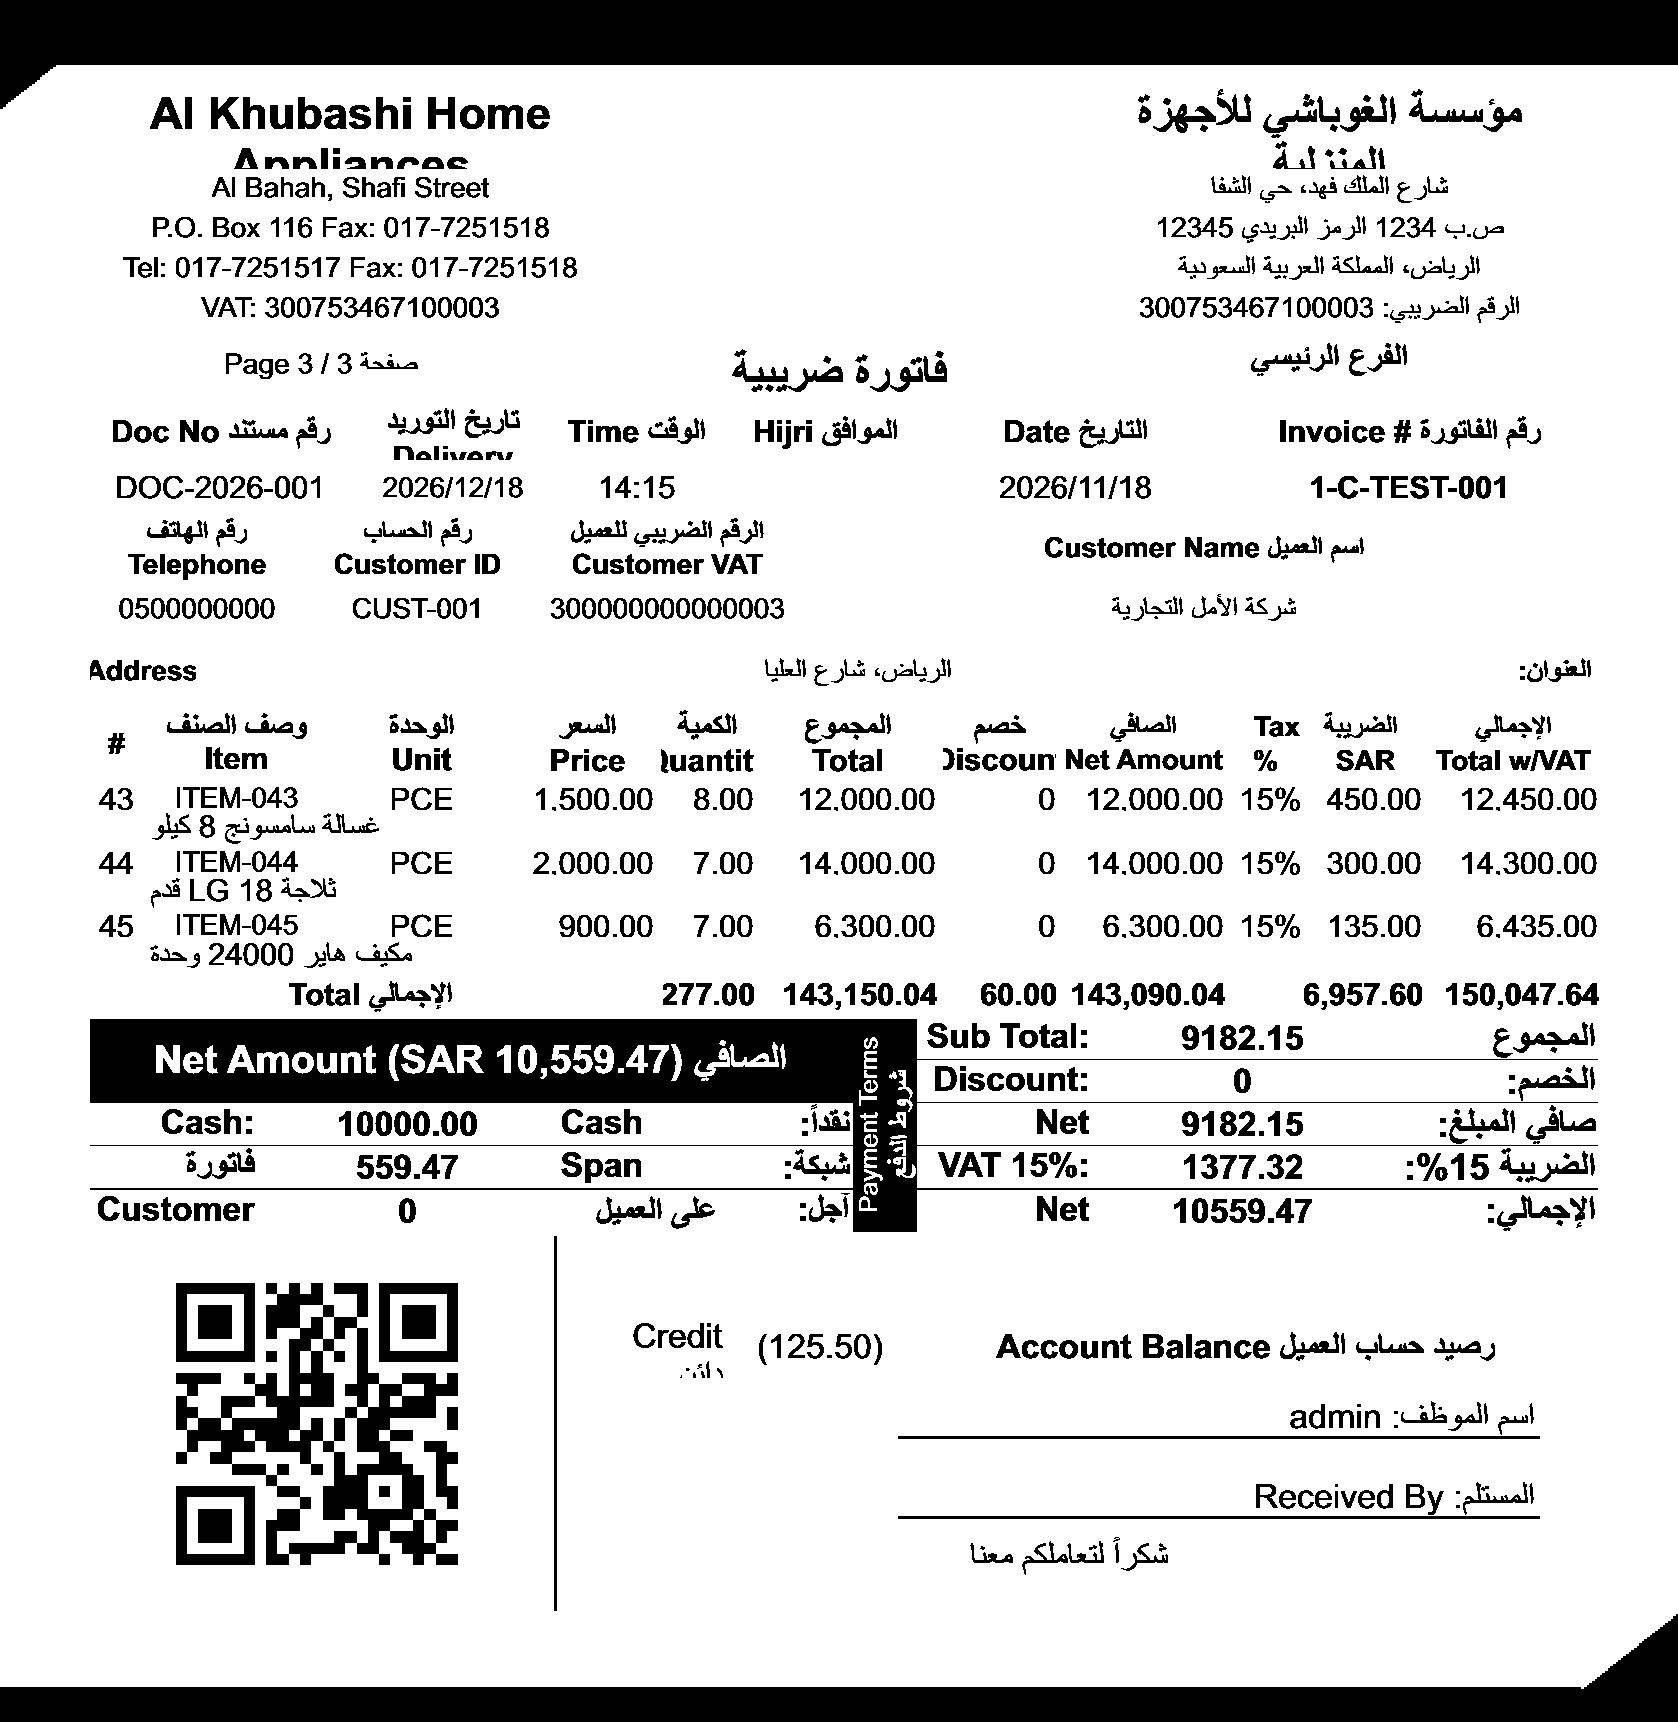 Al Khubashi Home
Appliances
Al Bahah, Shafi Street
P.O. Box 116 Fax: 017-7251518
Tel: 017-7251517 Fax: 017-7251518
VAT: 300753467100003
مؤسسة الغوباشي للأجهزة
المنزلية
شارع الملك فهد، حي الشفا
ص.ب 1234 الرمز البريدي 12345
الرياض، المملكة العربية السعودية
الرقم الضريبي: 300753467100003
Page 3 / 3 صفحة
فاتورة ضريبية
الفرع الرئيسي
Doc No رقم مستند
تاريخ التوريد
Delivery
Time الوقت
Hijri الموافق
Date التاريخ
Invoice # رقم الفاتورة
DOC-2026-001 2026/12/18 14:15 2026/11/18 1-C-TEST-001
رقم الهاتف
Telephone
رقم الحساب
Customer ID
الرقم الضريبي للعميل
Customer VAT
Customer Name اسم العميل
0500000000 CUST-001 300000000000003 شركة الأمل التجارية
Address الرياض، شارع العليا العنوان:
# وصف الصنف الوحدة السعر الكمية المجموع خصم الصافي Tax الضريبة الإجمالي
Item Unit Price uantit Total Discoun Net Amount % SAR Total w/VAT
43 ITEM-043 PCE 1,500.00 8.00 12,000.00 0 12,000.00 15% 450.00 12,450.00
غسالة سامسونج 8 كيلو
44 ITEM-044 PCE 2,000.00 7.00 14,000.00 0 14,000.00 15% 300.00 14,300.00
ثلاجة LG 18 قدم
45 ITEM-045 PCE 900.00 7.00 6,300.00 0 6,300.00 15% 135.00 6,435.00
مكيف هاير 24000 وحدة
Total الإجمالي 277.00 143,150.04 60.00 143,090.04 6,957.60 150,047.64
Net Amount (SAR 10,559.47) الصافي
Cash: 10000.00 Cash نقداً:
فاتورة 559.47 Span شبكة:
Customer 0 على العميل آجل:
Payment Terms
شروط الدفع
Sub Total: 9182.15 المجموع
Discount: 0 الخصم:
Net 9182.15 صافي المبلغ:
VAT 15%: 1377.32 الضريبة 15%:
Net 10559.47 الإجمالي:
Credit
دائن
(125.50)
Account Balance رصيد حساب العميل
اسم الموظف: admin
المستلم: Received By
شكراً لتعاملكم معنا